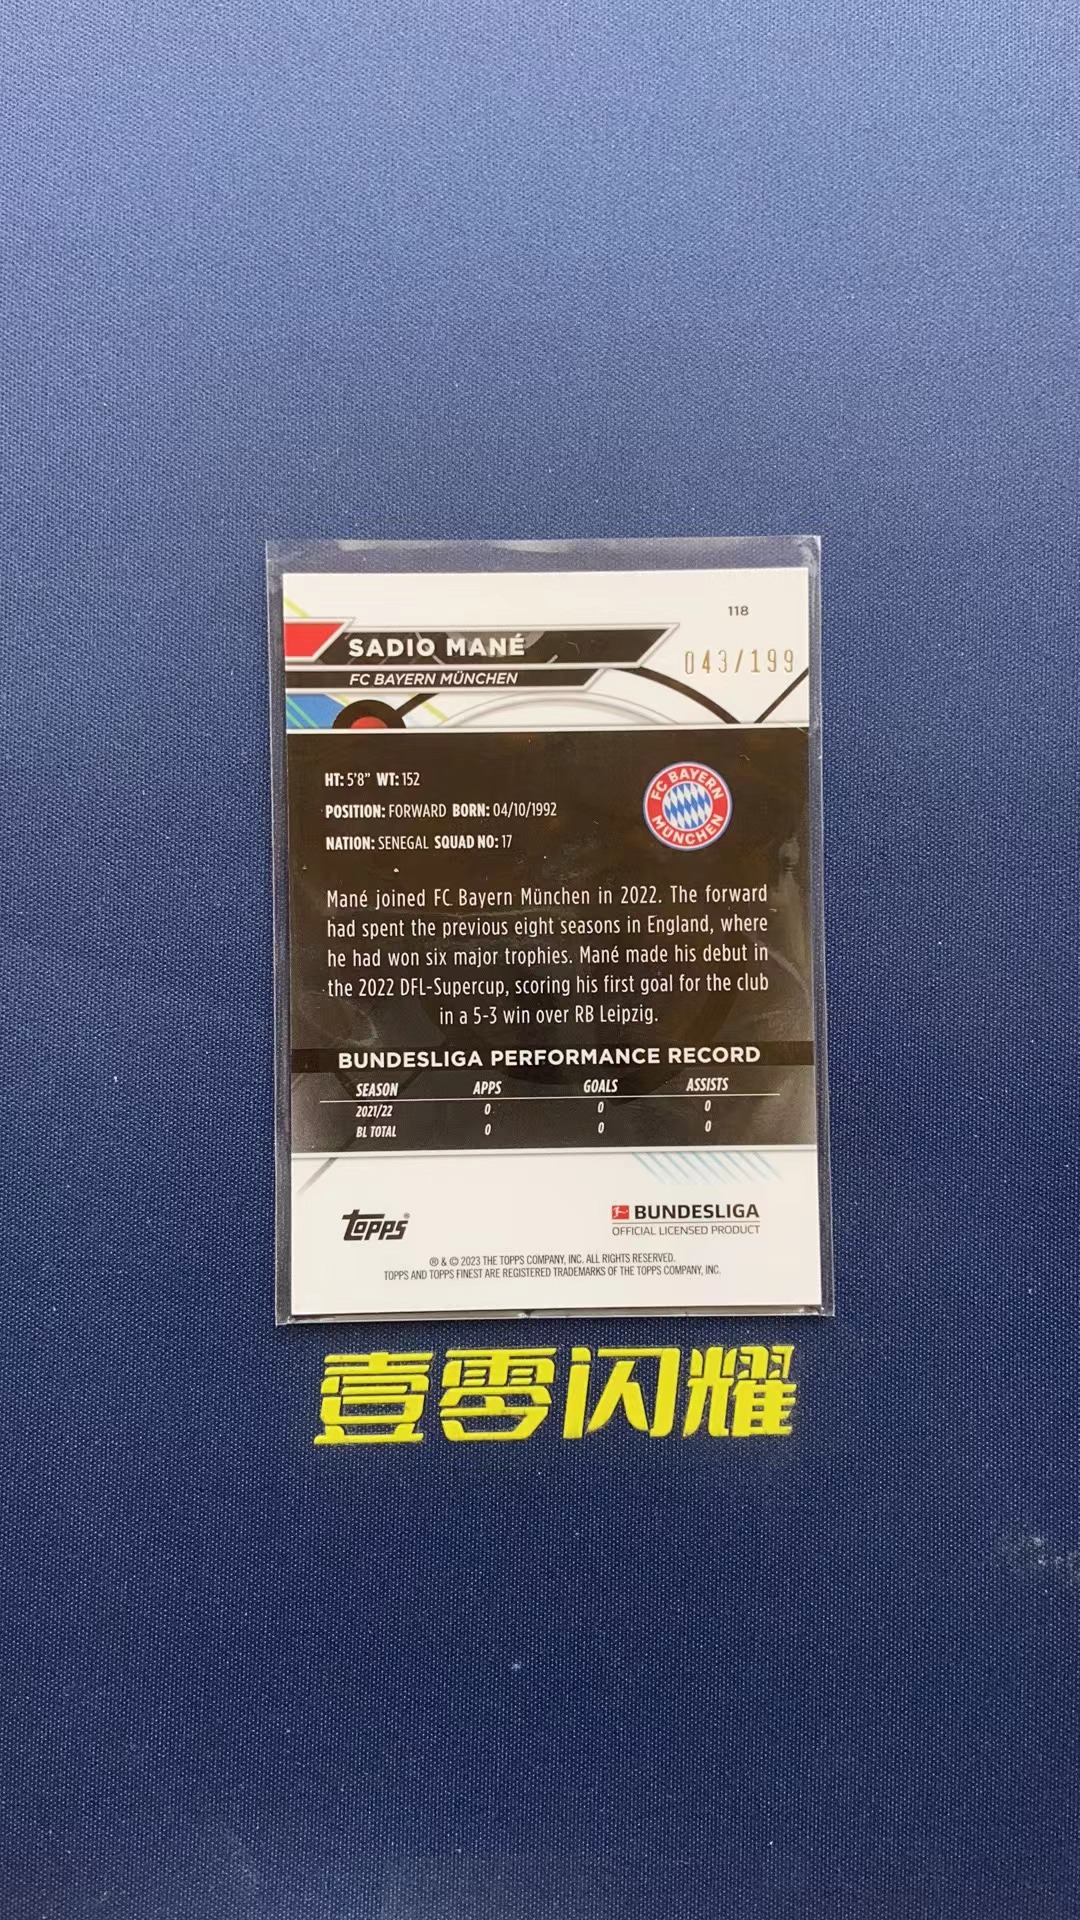 118
SADIO MANÉ
043/199
FC BAYERN MÜNCHEN
HT: 5'8" WT: 152
POSITION: FORWARD BORN: 04/10/1992
NATION: SENEGAL SQUAD NO: 17
FC BAYERN
MÜNCHEN
Mané joined FC Bayern München in 2022. The forward
had spent the previous eight seasons in England, where
he had won six major trophies. Mané made his debut in
the 2022 DFL-Supercup, scoring his first goal for the club
in a 5-3 win over RB Leipzig.
BUNDESLIGA PERFORMANCE RECORD
SEASON APPS GOALS ASSISTS
2021/22 0 0 0
BL TOTAL 0 0 0
Topps®
BUNDESLIGA
OFFICIAL LICENSED PRODUCT
® & © 2023 THE TOPPS COMPANY, INC. ALL RIGHTS RESERVED.
TOPPS AND TOPPS FINEST ARE REGISTERED TRADEMARKS OF THE TOPPS COMPANY, INC.
壹零闪耀